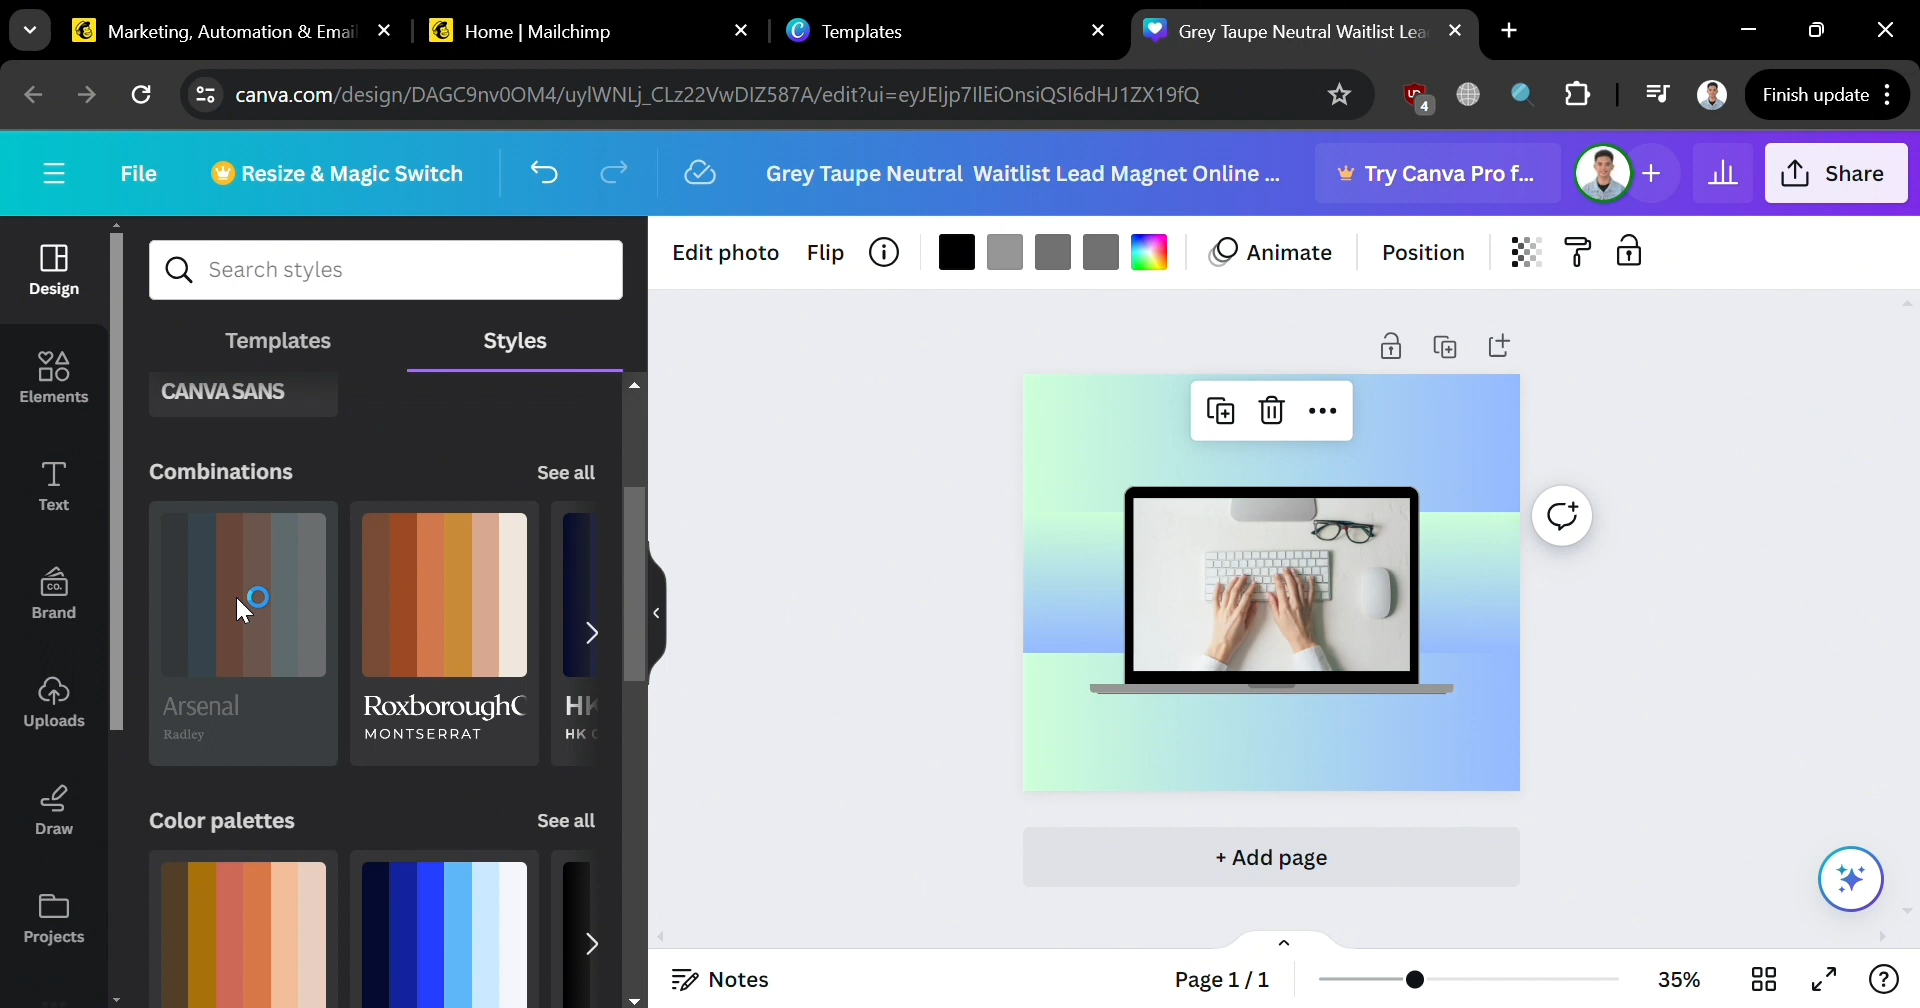 Marketing, Automation & Emai
Home | Mailchimp
Templates
Grey Taupe Neutral Waitlist Lea
canva.com/design/DAGC9nv0OM4/uylWNLj_CLz22VwDIZ587A/edit?ui=eyJEljp7IlEiOnsiQSI6dHJ1ZX19fQ
4
Finish update
File
Resize & Magic Switch
Grey Taupe Neutral Waitlist Lead Magnet Online ...
Try Canva Pro f...
Share
Design
Elements
Text
Brand
Uploads
Draw
Projects
Search styles
Templates
Styles
CANVA SANS
Combinations
See all
Arsenal
Radley
RoxboroughC
MONTSERRAT
HK
HK
Color palettes
See all
Edit photo
Flip
Animate
Position
+ Add page
Notes
Page 1 / 1
35%